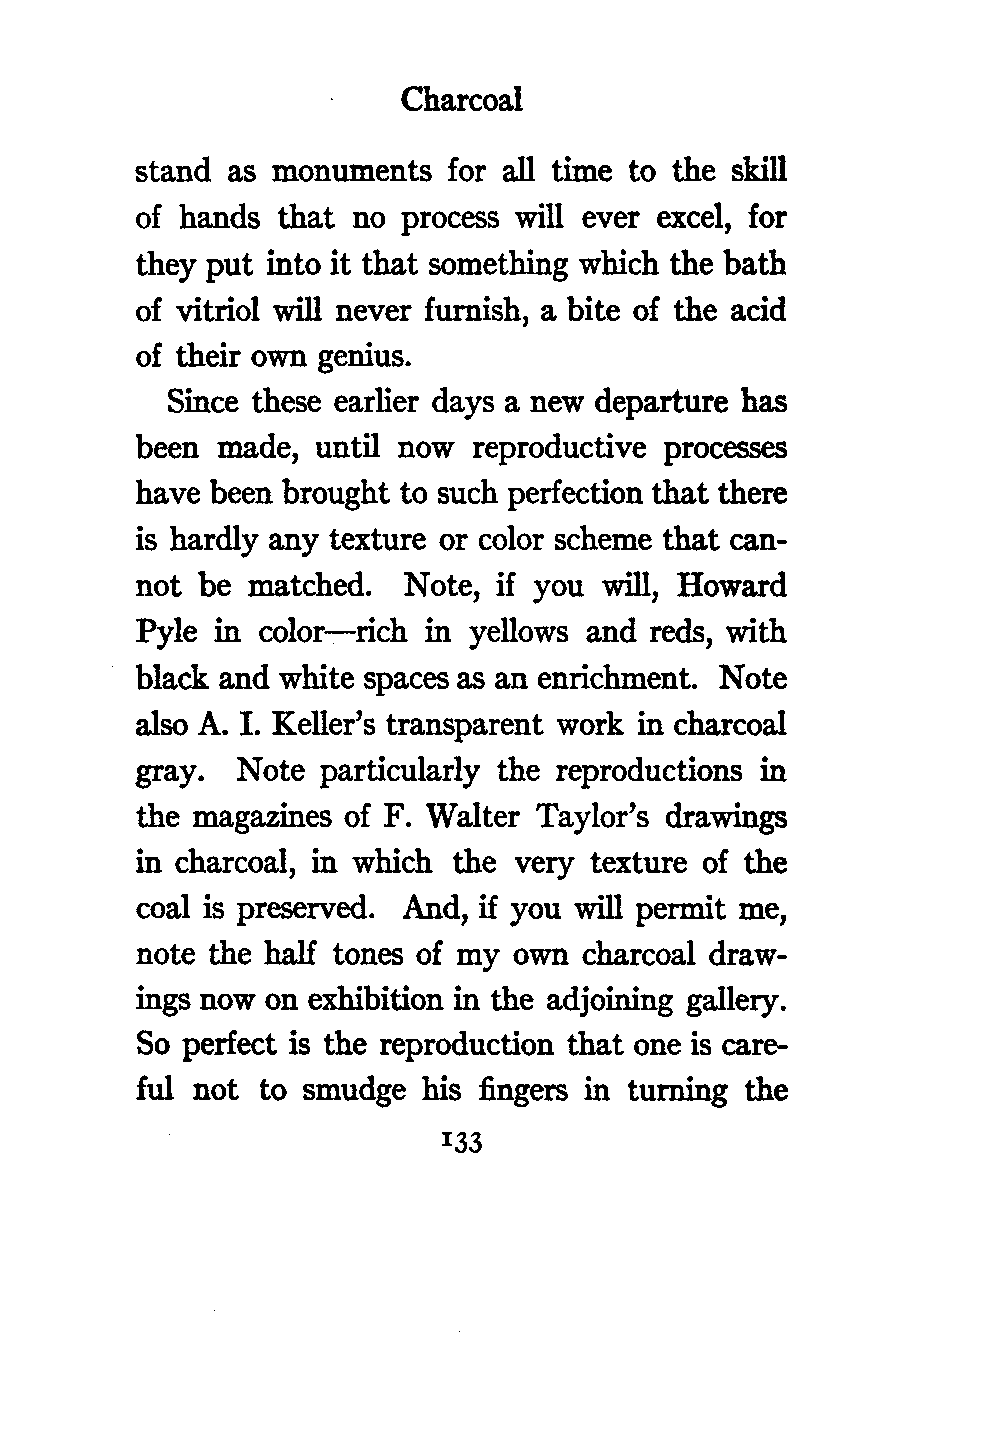 Charcoal
stand as monuments for all time to the skill
of hands that no process will ever excel, for
they put into it that something which the bath
of vitriol will never furnish, a bite of the acid
of their own genius.
Since these earlier days a new departure has
been made, until now reproductive processes
have been brought to such perfection that there
is hardly any texture or color scheme that can-
not be matched. Note, if you will, Howard
Pyle in color—rich in yellows and reds, with
black and white spaces as an enrichment. Note
also A. I. Keller's transparent work in charcoal
gray. Note particularly the reproductions in
the magazines of F. Walter Taylor's drawings
in charcoal, in which the very texture of the
coal is preserved. And, if you will permit me,
note the half tones of my own charcoal draw-
ings now on exhibition in the adjoining gallery.
So perfect is the reproduction that one is care-
ful not to smudge his fingers in turning the
133